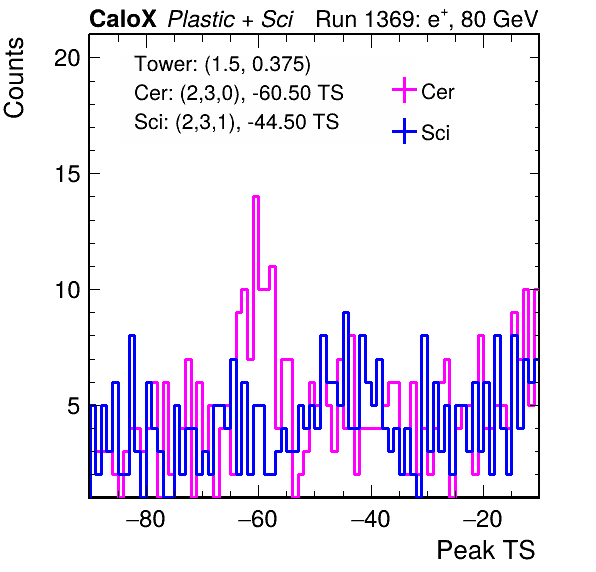 CaloX Plastic + Sci Run 1369: e+, 80 GeV
Counts
Tower: (1.5, 0.375)
Cer: (2,3,0), -60.50 TS
Sci: (2,3,1), -44.50 TS
Cer
Sci
20
15
10
5
−80 −60 −40 −20
Peak TS